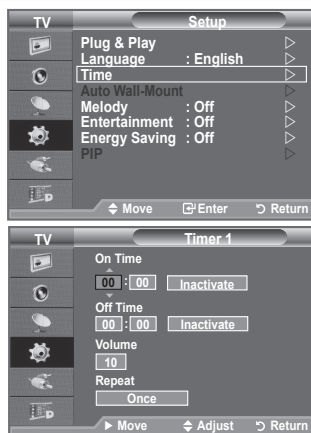 TV Setup
Plug & Play
Language : English
Time
Auto Wall-Mount
Melody : Off
Entertainment : Off
Energy Saving : Off
PIP
Move Enter Return
TV Timer 1
On Time
00 : 00 Inactivate
Off Time
00 : 00 Inactivate
Volume
10
Repeat
Once
Move Adjust Return